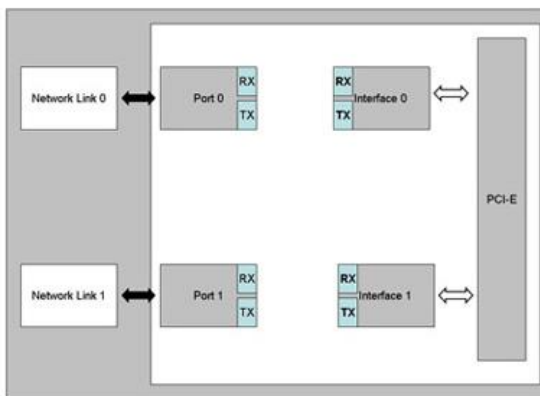 Network Link 0
Port 0
RX
TX
RX
TX
Interface 0
PCI-E
Network Link 1
Port 1
RX
TX
RX
TX
Interface 1